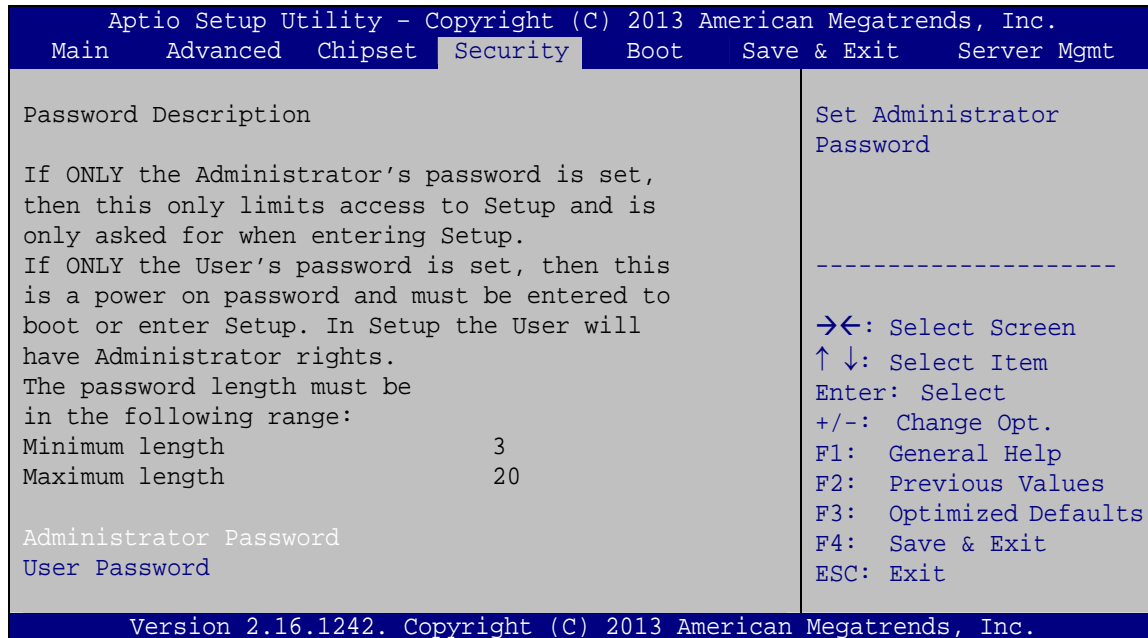 Aptio Setup Utility – Copyright (C) 2013 American Megatrends, Inc.
Main Advanced Chipset Security Boot Save & Exit Server Mgmt
Password Description
If ONLY the Administrator’s password is set,
then this only limits access to Setup and is
only asked for when entering Setup.
If ONLY the User’s password is set, then this
is a power on password and must be entered to
boot or enter Setup. In Setup the User will
have Administrator rights.
The password length must be
in the following range:
Minimum length 3
Maximum length 20
Administrator Password
User Password
Set Administrator
Password
----------------------
→←: Select Screen
↑ ↓: Select Item
Enter: Select
+/-: Change Opt.
F1: General Help
F2: Previous Values
F3: Optimized Defaults
F4: Save & Exit
ESC: Exit
Version 2.16.1242. Copyright (C) 2013 American Megatrends, Inc.